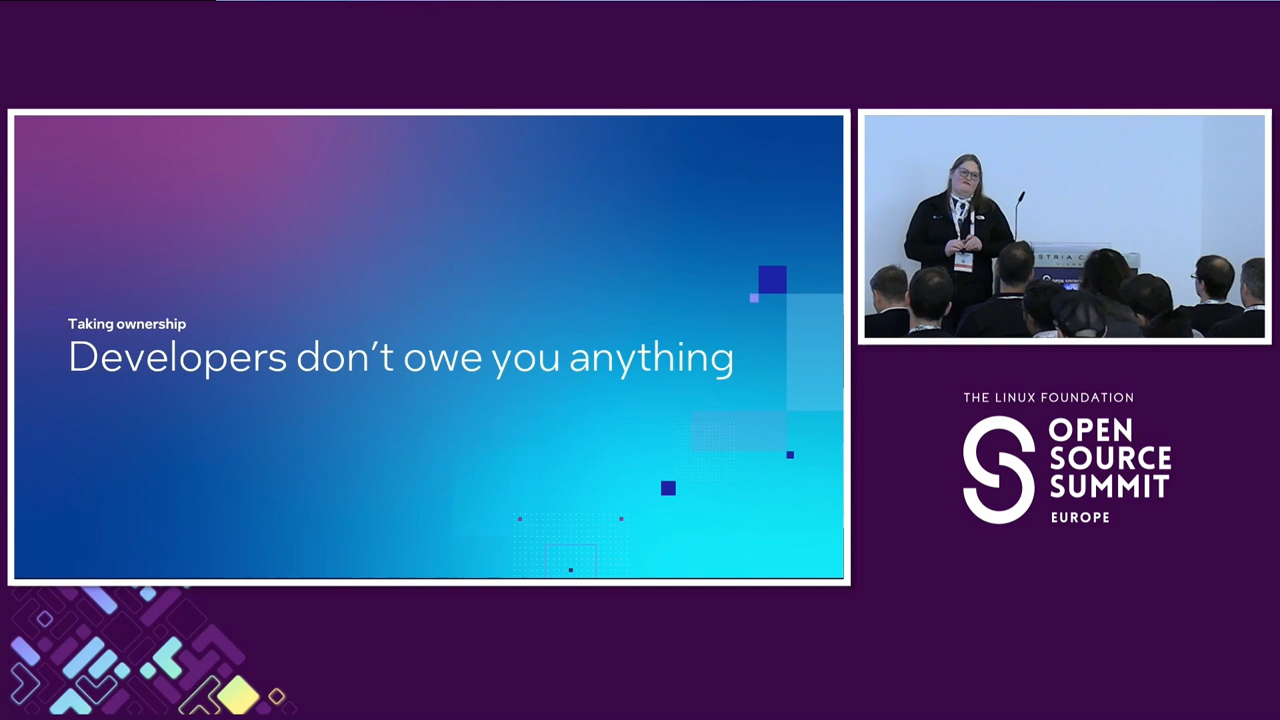 Taking ownership
Developers don’t owe you anything
THE LINUX FOUNDATION
OPEN
SOURCE
SUMMIT
EUROPE